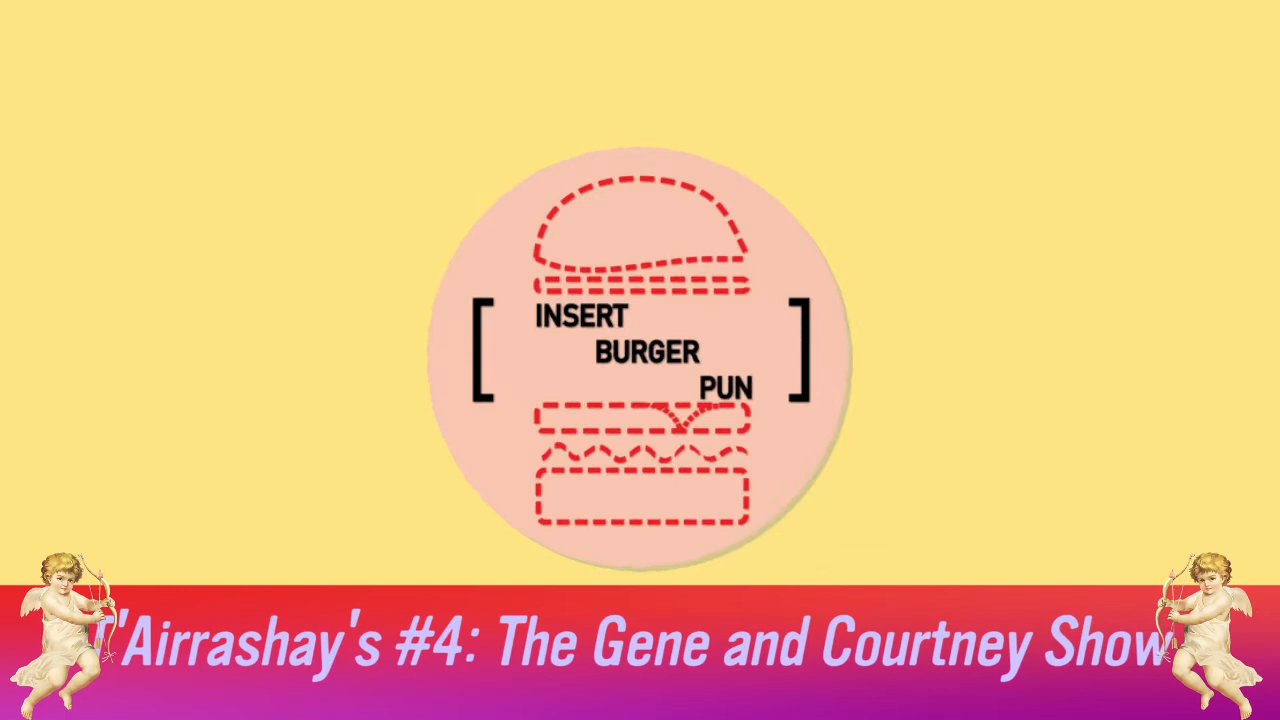 [ INSERT
BURGER
PUN ]
'Airrashay's #4: The Gene and Courtney Show